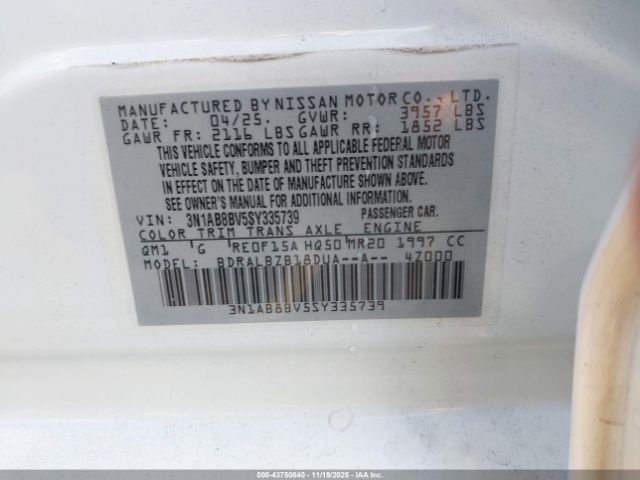 MANUFACTURED BY NISSAN MOTOR CO., LTD.
DATE: 04/25. GVWR: 3957 LBS
GAWR FR: 2116 LBS GAWR RR: 1852 LBS
THIS VEHICLE CONFORMS TO ALL APPLICABLE FEDERAL MOTOR
VEHICLE SAFETY, BUMPER AND THEFT PREVENTION STANDARDS
IN EFFECT ON THE DATE OF MANUFACTURE SHOWN ABOVE.
SEE OWNER'S MANUAL FOR ADDITIONAL INFORMATION.
VIN: 3N1AB8BV5SY335739 PASSENGER CAR.
COLOR TRIM TRANS AXLE ENGINE
QM1 'G RE0F15A HQ50 MR20 1997 CC
MODEL: BDRALBZB18DUA--A-- 4Z000
3N1AB8BV5SY335739
000-43750840 - 11/19/2025 - IAAI.COM